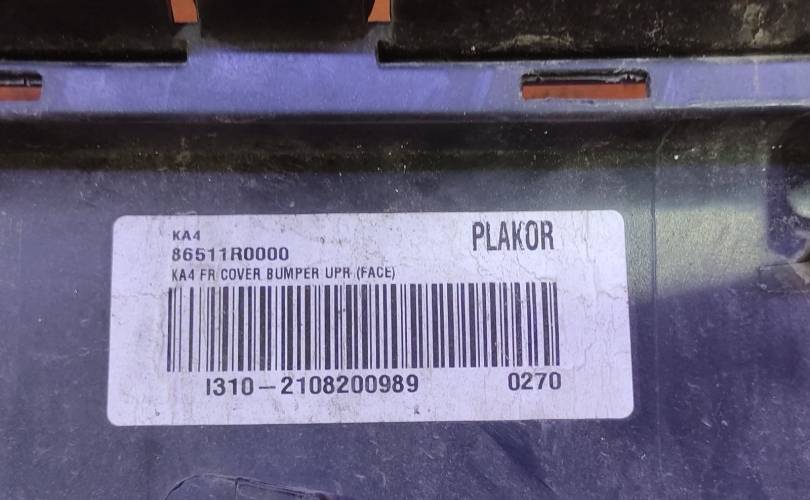 KA4
PLAKOR
86511R0000
KA4 FR COVER BUMPER UPR (FACE)
I310-2108200989 0270